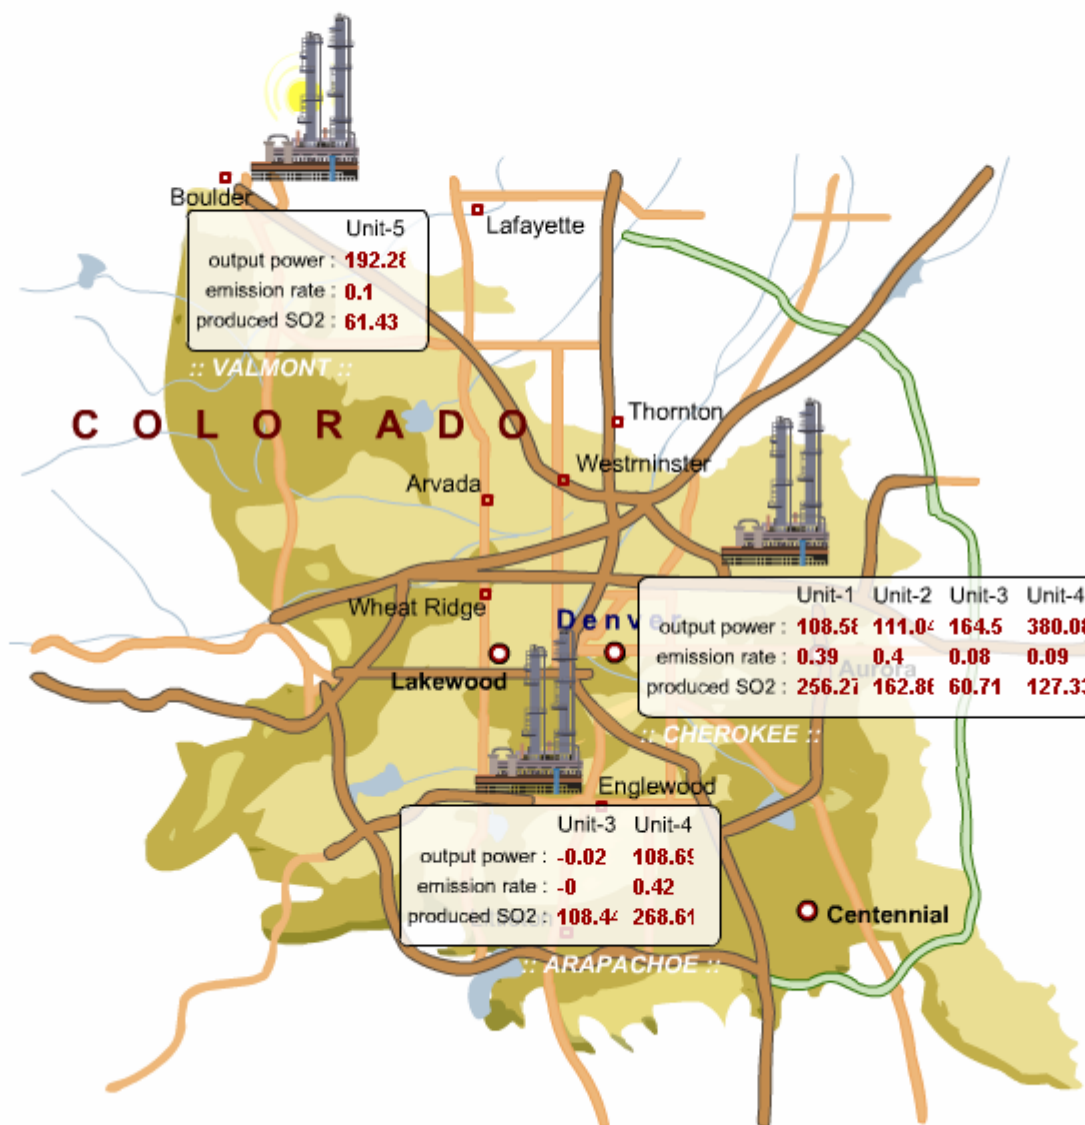 Boulder
Lafayette
Unit-5
output power : 192.28
emission rate : 0.1
produced SO2 : 61.43
:: VALMONT ::
COLORADO
Thornton
Westminster
Arvada
Wheat Ridge
Denver
Unit-1 Unit-2 Unit-3 Unit-4
output power : 108.58 111.04 164.5 380.08
emission rate : 0.39 0.4 0.08 0.09
Aurora
produced SO2 : 256.27 162.86 60.71 127.33
Lakewood
:: CHEROKEE ::
Englewood
Unit-3 Unit-4
output power : -0.02 108.69
emission rate : -0 0.42
produced SO2 : 108.44 268.61
Centennial
:: ARAPACHOE ::